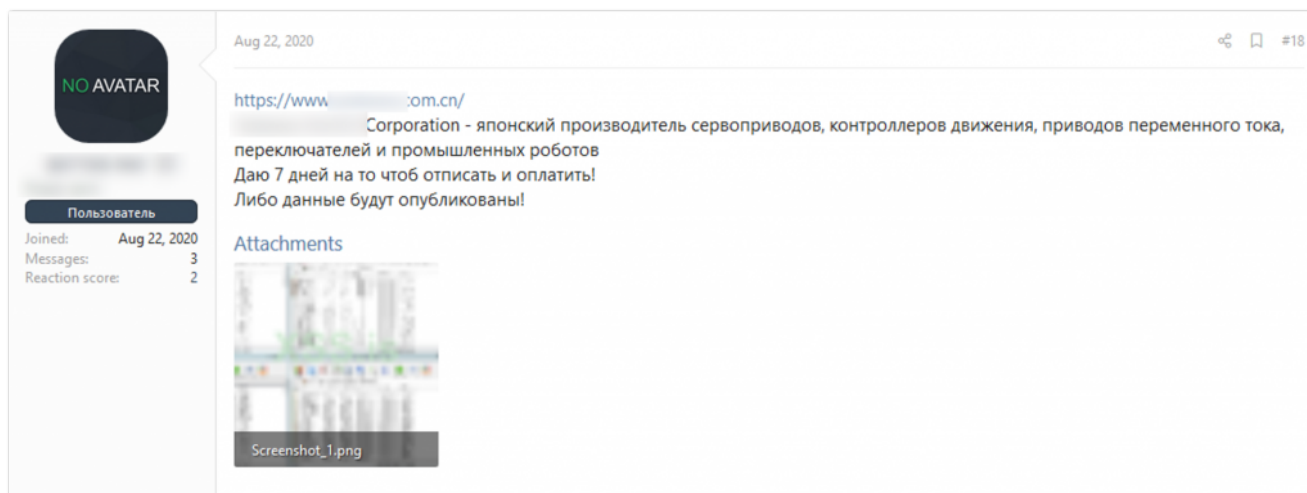 Aug 22, 2020
#18
NO AVATAR
https://www om.cn/
Corporation - японский производитель сервоприводов, контроллеров движения, приводов переменного тока,
переключателей и промышленных роботов
Даю 7 дней на то чтоб отписать и оплатить!
Либо данные будут опубликованы!
Пользователь
Joined: Aug 22, 2020
Messages: 3
Reaction score: 2
Attachments
Screenshot_1.png